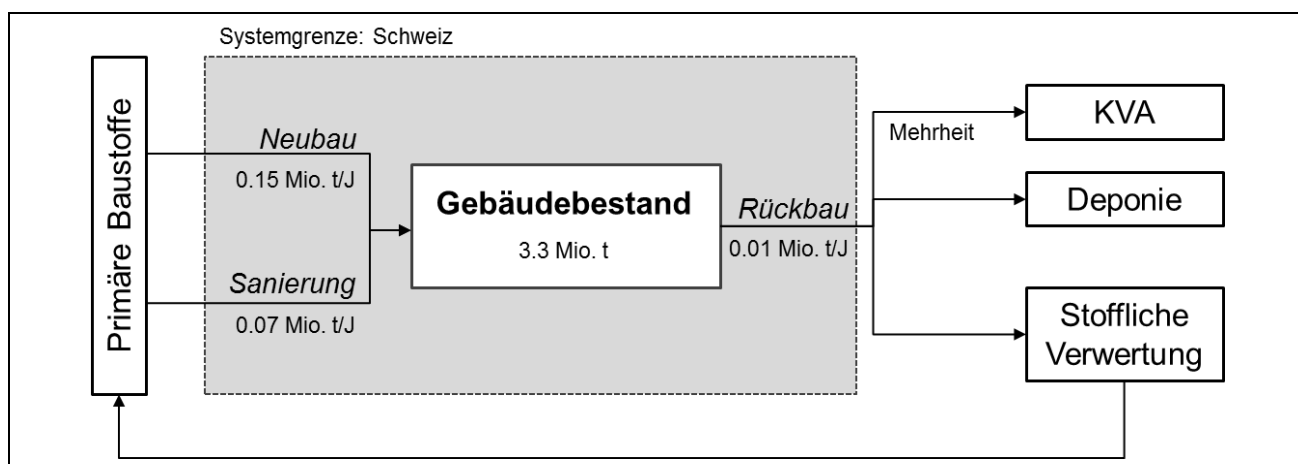 Systemgrenze: Schweiz
Primäre Baustoffe
Neubau
0.15 Mio. t/J
Sanierung
0.07 Mio. t/J
Gebäudebestand
3.3 Mio. t
Rückbau
0.01 Mio. t/J
Mehrheit
KVA
Deponie
Stoffliche
Verwertung